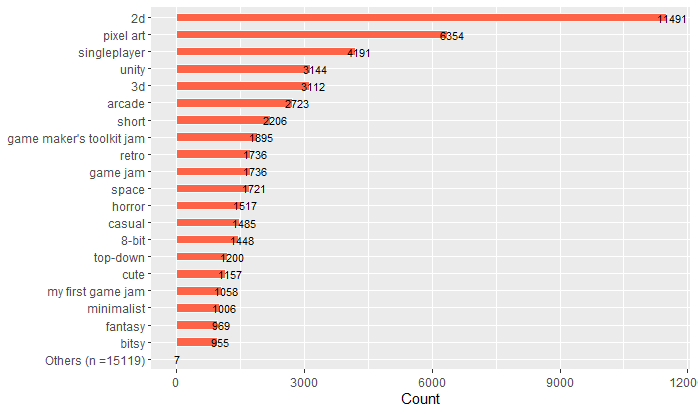 2d 11491
pixel art 6354
singleplayer 4191
unity 3144
3d 3112
arcade 2723
short 2206
game maker's toolkit jam 1895
retro 1736
game jam 1736
space 1721
horror 1517
casual 1485
8-bit 1448
top-down 1200
cute 1157
my first game jam 1058
minimalist 1006
fantasy 969
bitsy 955
Others (n =15119) 7
0 3000 6000 9000 1200
Count